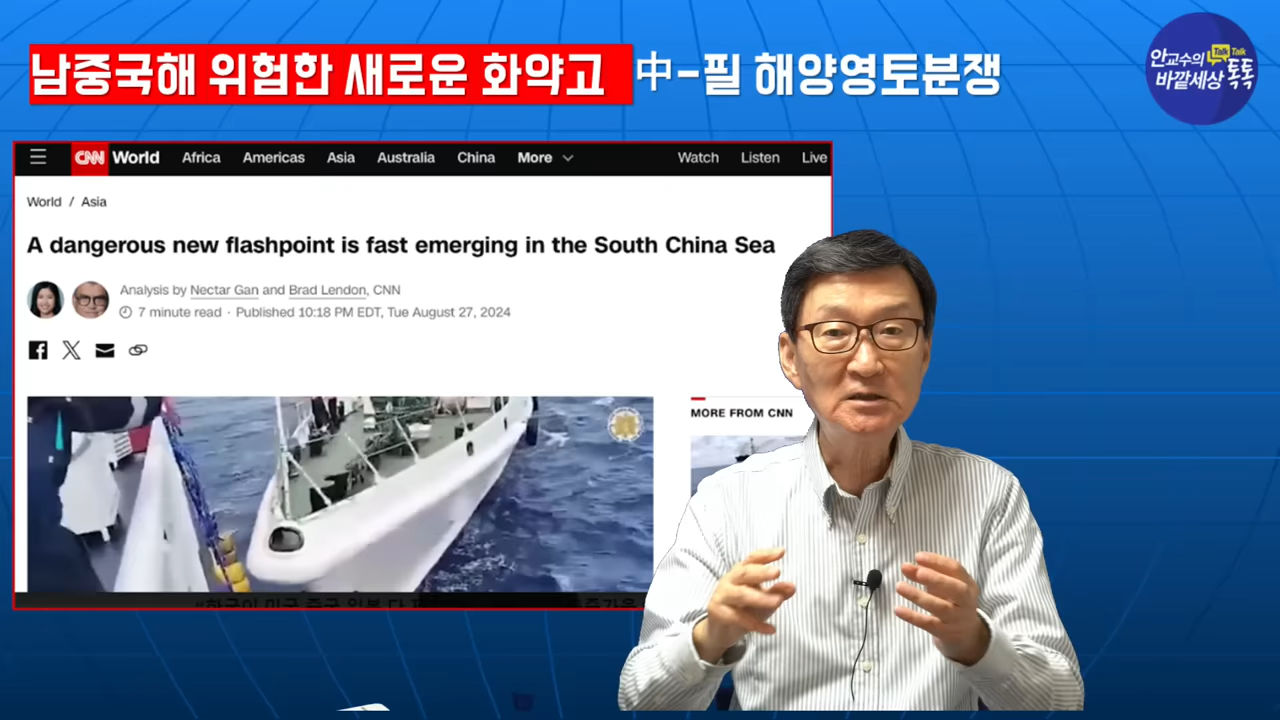 남중국해 위험한 새로운 화약고 中-필 해양영토분쟁
안교수의 Talk Talk
바깥세상 톡톡
CNN World Africa Americas Asia Australia China More Watch Listen Live
World / Asia
A dangerous new flashpoint is fast emerging in the South China Sea
Analysis by Nectar Gan and Brad Lendon, CNN
7 minute read · Published 10:18 PM EDT, Tue August 27, 2024
MORE FROM CNN